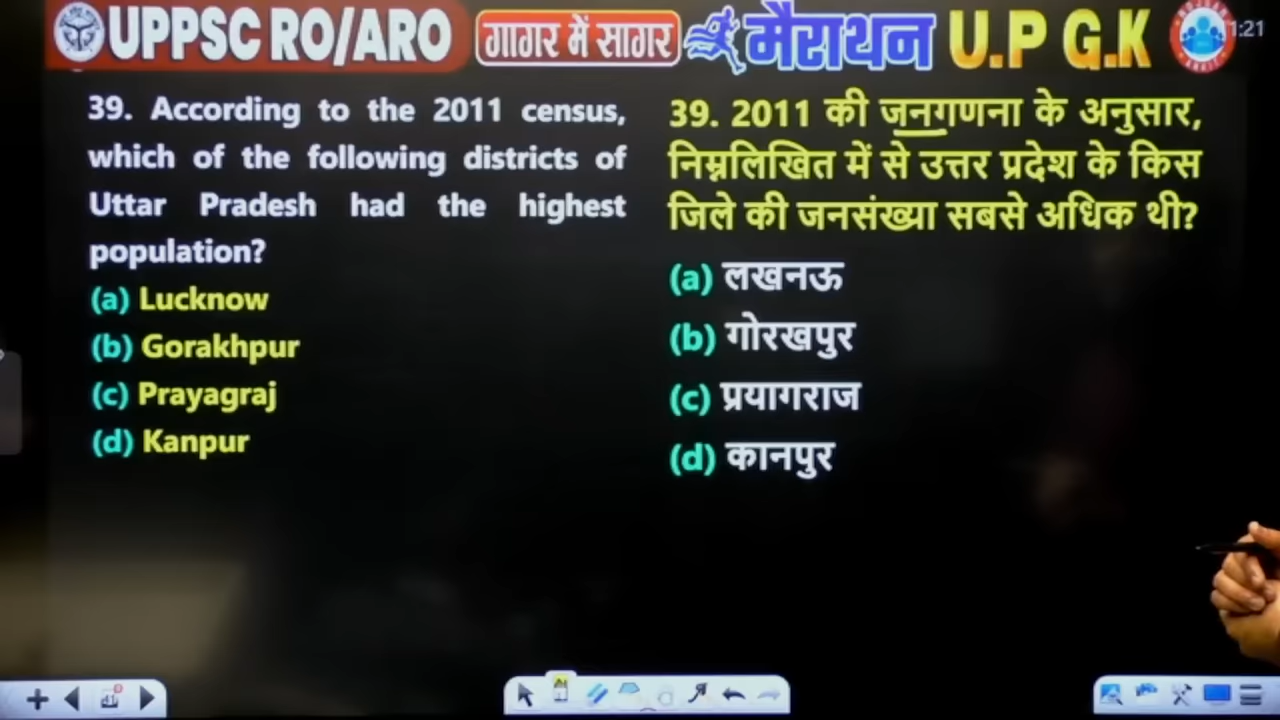 UPPSC RO/ARO गागर में सागर मैराथन U.P G.K
1:21
39. According to the 2011 census,
which of the following districts of
Uttar Pradesh had the highest
population?
(a) Lucknow
(b) Gorakhpur
(c) Prayagraj
(d) Kanpur
39. 2011 की जनगणना के अनुसार,
निम्नलिखित में से उत्तर प्रदेश के किस
जिले की जनसंख्या सबसे अधिक थी?
(a) लखनऊ
(b) गोरखपुर
(c) प्रयागराज
(d) कानपुर